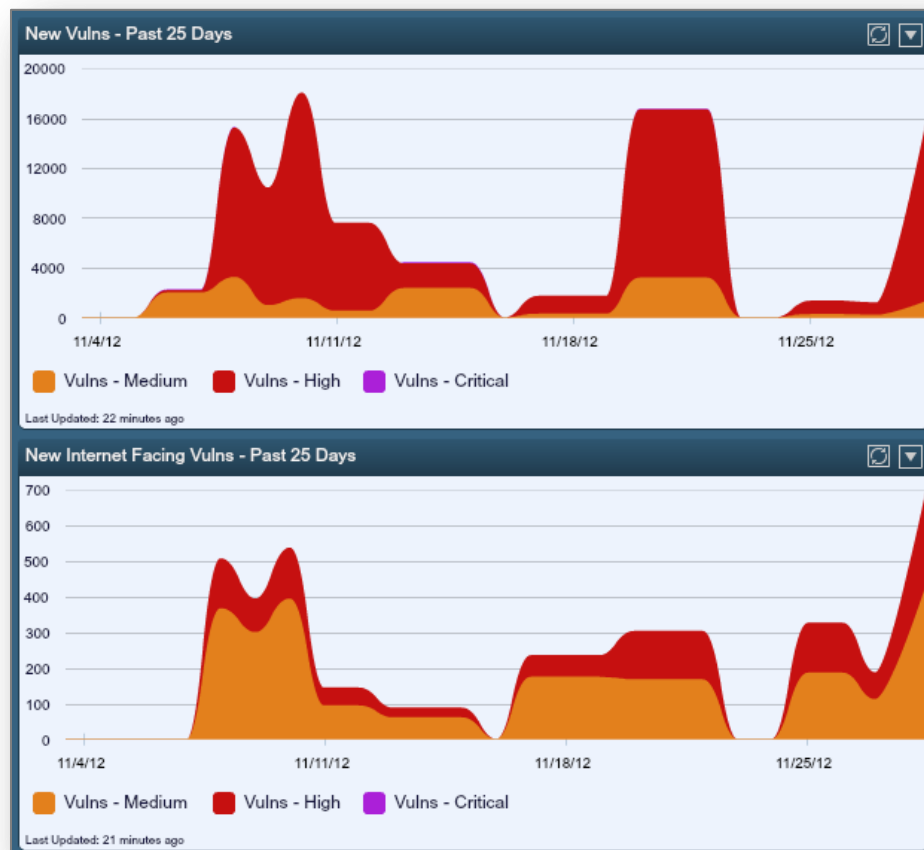 New Vulns - Past 25 Days
20000
16000
12000
8000
4000
0
11/4/12 11/11/12 11/18/12 11/25/12
Vulns - Medium Vulns - High Vulns - Critical
Last Updated: 22 minutes ago
New Internet Facing Vulns - Past 25 Days
700
600
500
400
300
200
100
0
11/4/12 11/11/12 11/18/12 11/25/12
Vulns - Medium Vulns - High Vulns - Critical
Last Updated: 21 minutes ago